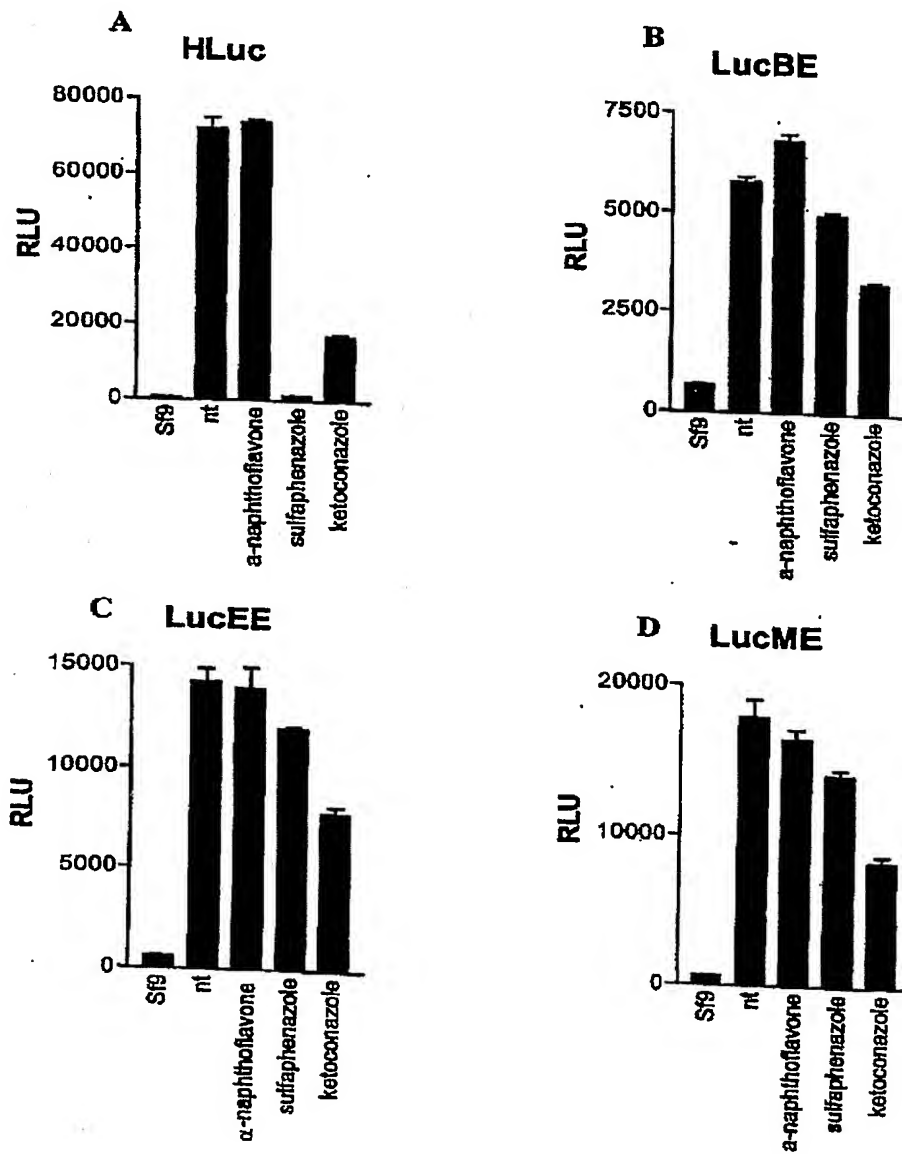 A
HLuc
80000
60000
40000
20000
0
RLU
Sf9
nt
a-naphthoflavone
sulfaphenazole
ketoconazole
B
LucBE
7500
5000
2500
0
RLU
Sf9
nt
a-naphthoflavone
sulfaphenazole
ketoconazole
C
LucEE
15000
10000
5000
0
RLU
Sf9
nt
α-naphthoflavone
sulfaphenazole
ketoconazole
D
LucME
20000
10000
0
RLU
Sf9
nt
a-naphthoflavone
sulfaphenazole
ketoconazole